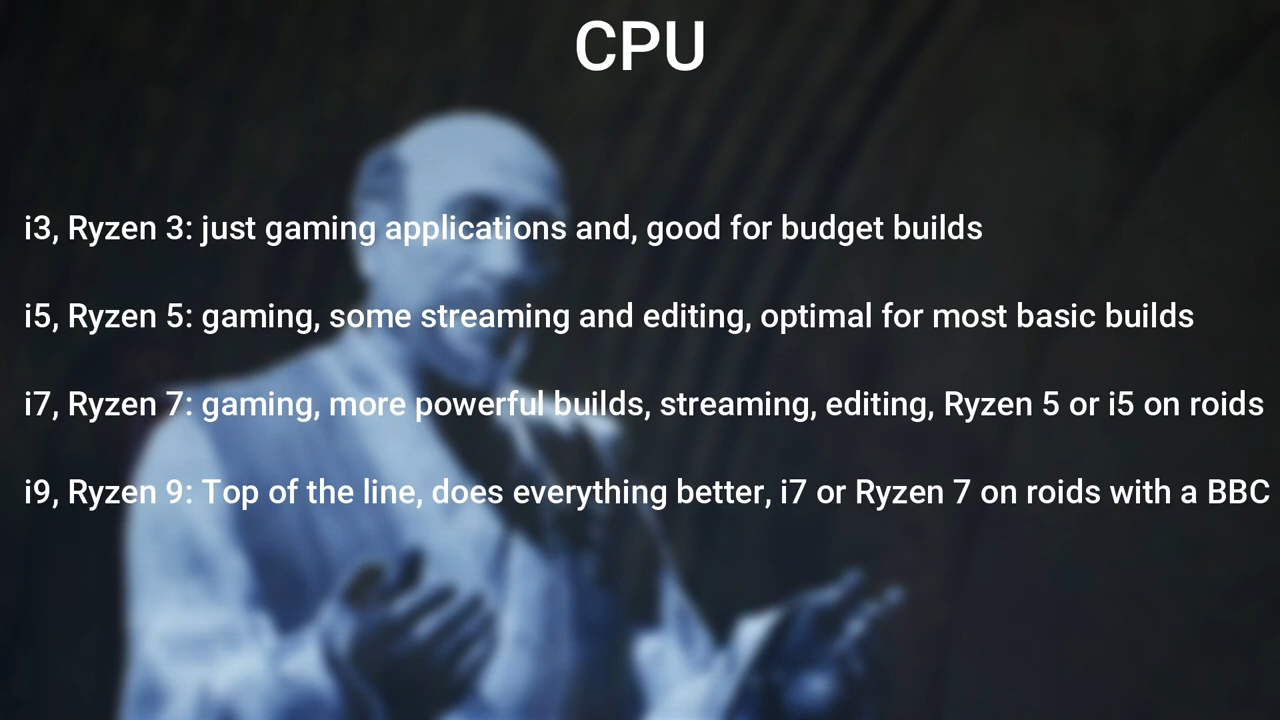 CPU
i3, Ryzen 3: just gaming applications and, good for budget builds
i5, Ryzen 5: gaming, some streaming and editing, optimal for most basic builds
i7, Ryzen 7: gaming, more powerful builds, streaming, editing, Ryzen 5 or i5 on roids
i9, Ryzen 9: Top of the line, does everything better, i7 or Ryzen 7 on roids with a BBC